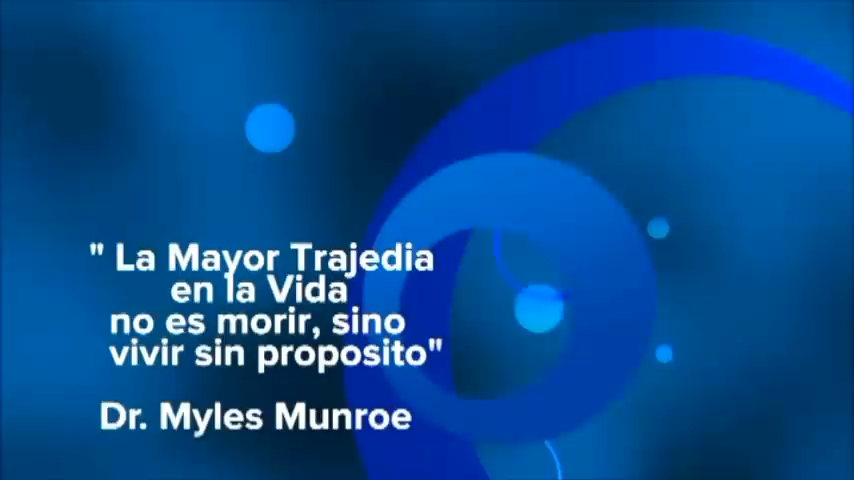 " La Mayor Trajedia
en la Vida
no es morir, sino
vivir sin proposito"
Dr. Myles Munroe